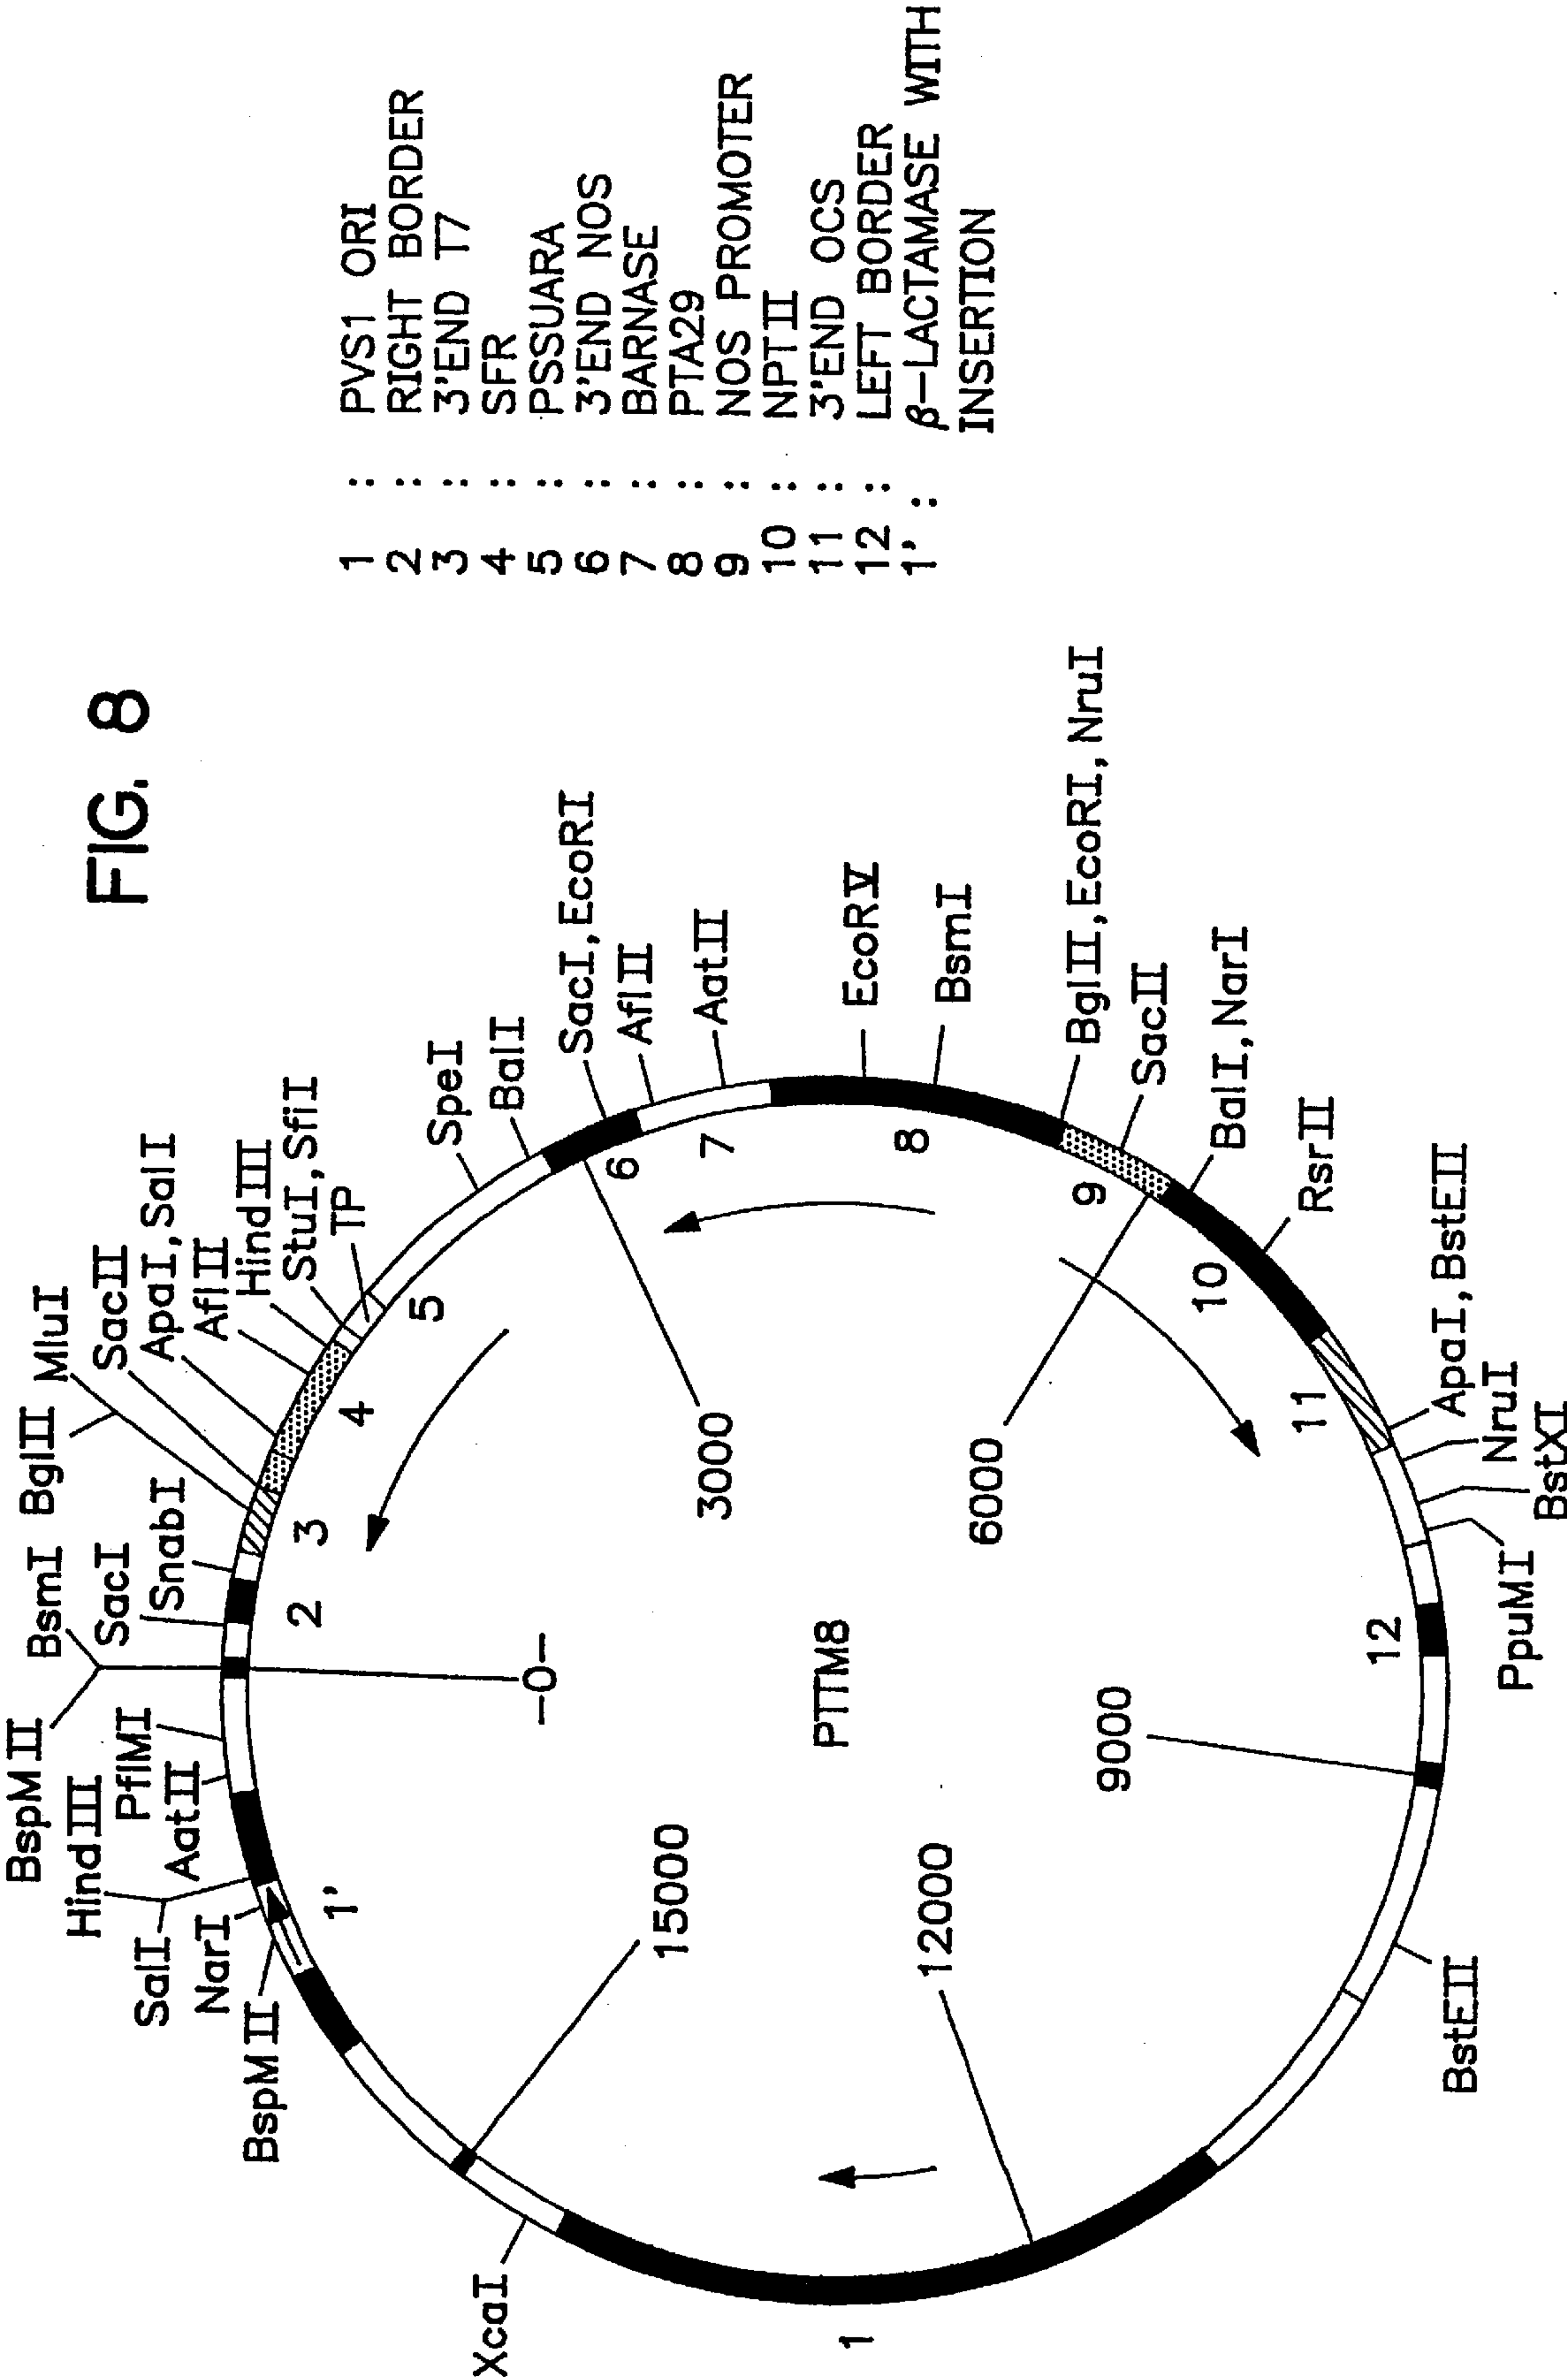 FIG. 8
BspMII
BsmI
BglII
MluI
SacI
SnabI
SacII
ApaI, SalI
AflII
HindIII
StuI, SfiI
TP
SpeI
BalI
SacI, EcoRI
AflII
AatII
EcoRV
BsmI
BglII, EcoRI, NruI
SacII
BalI, NarI
RsrII
ApaI, BstEII
NruI
BstXI
PpuMI
BstEII
XcaI
BspMII
NarI
SalI
HindIII
AatII
PflMI
-0-
3000
6000
9000
12000
15000
PTTM8
1
2
3
4
5
6
7
8
9
10
11
12
1'
1 : PVS1 ORI
2 : RIGHT BORDER
3 : 3'END T7
4 : SFR
5 : PSSUARA
6 : 3'END NOS
7 : BARNASE
8 : PTA29
9 : NOS PROMOTER
10 : NPTII
11 : 3'END OCS
12 : LEFT BORDER
1' : β-LACTAMASE WITH
INSERTION